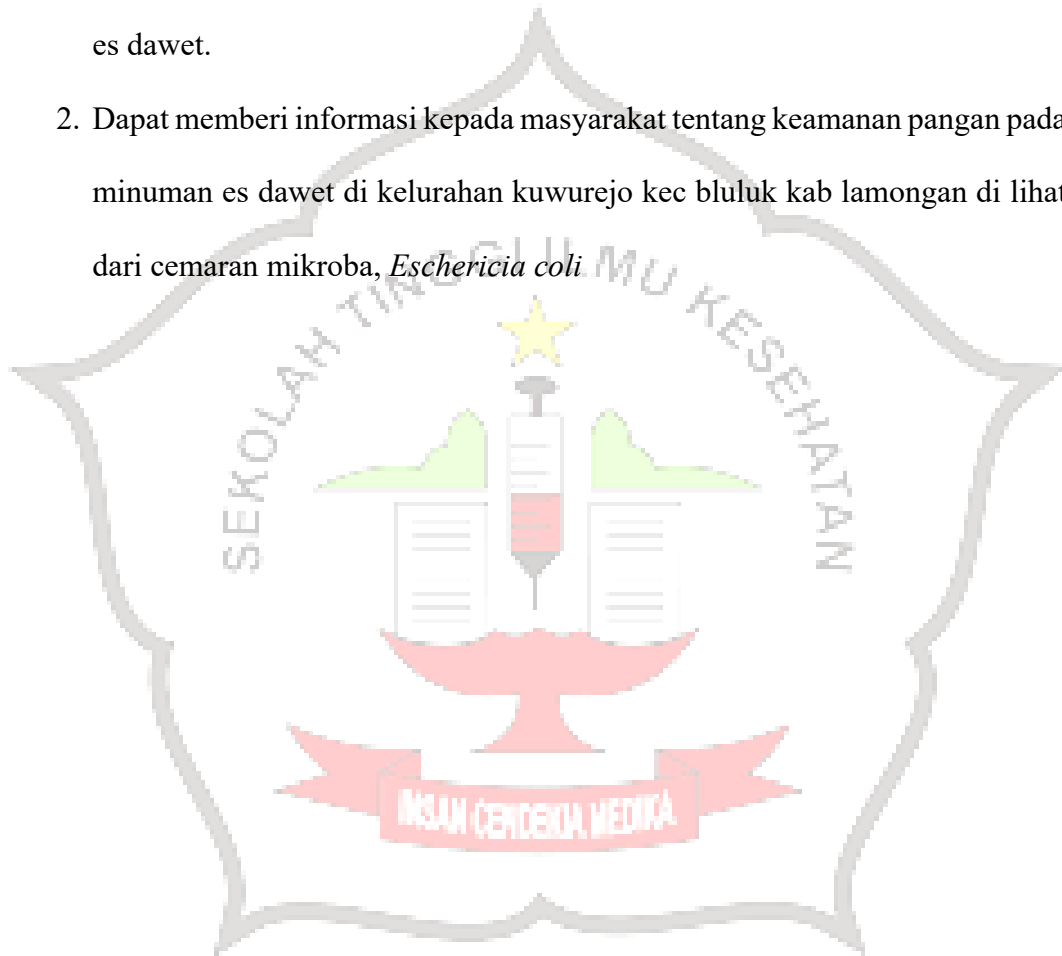 es dawet.
2. Dapat memberi informasi kepada masyarakat tentang keamanan pangan pada
minuman es dawet di kelurahan kuwurejo kec bluluk kab lamongan di lihat
dari cemaran mikroba, Eschericia coli
SEKOLAH TINGGI ILMU KESEHATAN
INSAN CENDEKIA MEDIKA